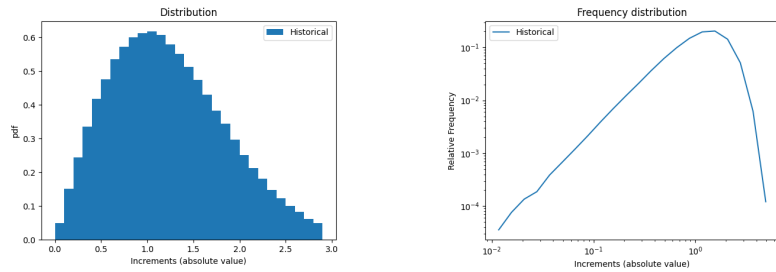 Distribution
Historical
pdf
0.6
0.5
0.4
0.3
0.2
0.1
0.0
0.0 0.5 1.0 1.5 2.0 2.5 3.0
Increments (absolute value)
Frequency distribution
Historical
Relative Frequency
10⁻¹
10⁻²
10⁻³
10⁻⁴
10⁻² 10⁻¹ 10⁰
Increments (absolute value)